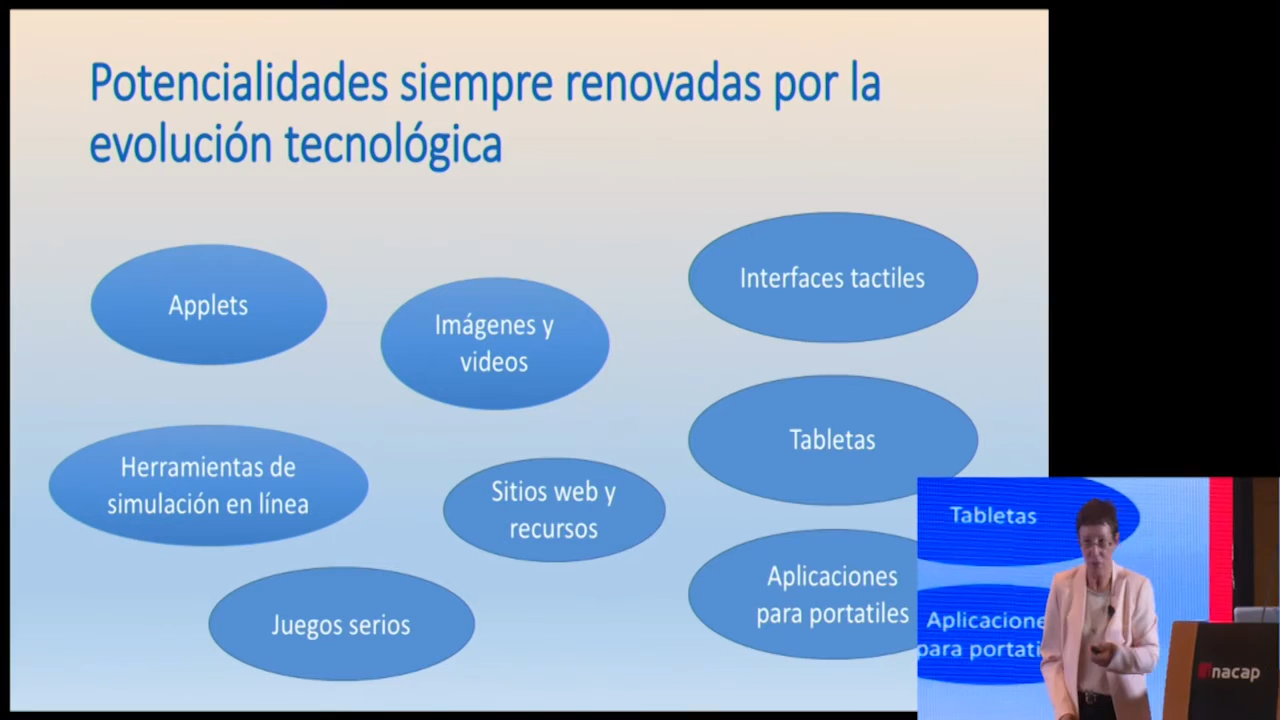 Potencialidades siempre renovadas por la
evolución tecnológica
Applets
Imágenes y
videos
Interfaces tactiles
Herramientas de
simulación en línea
Sitios web y
recursos
Tabletas
Juegos serios
Aplicaciones
para portatiles
Tabletas
Aplicacione
para portati
inacap